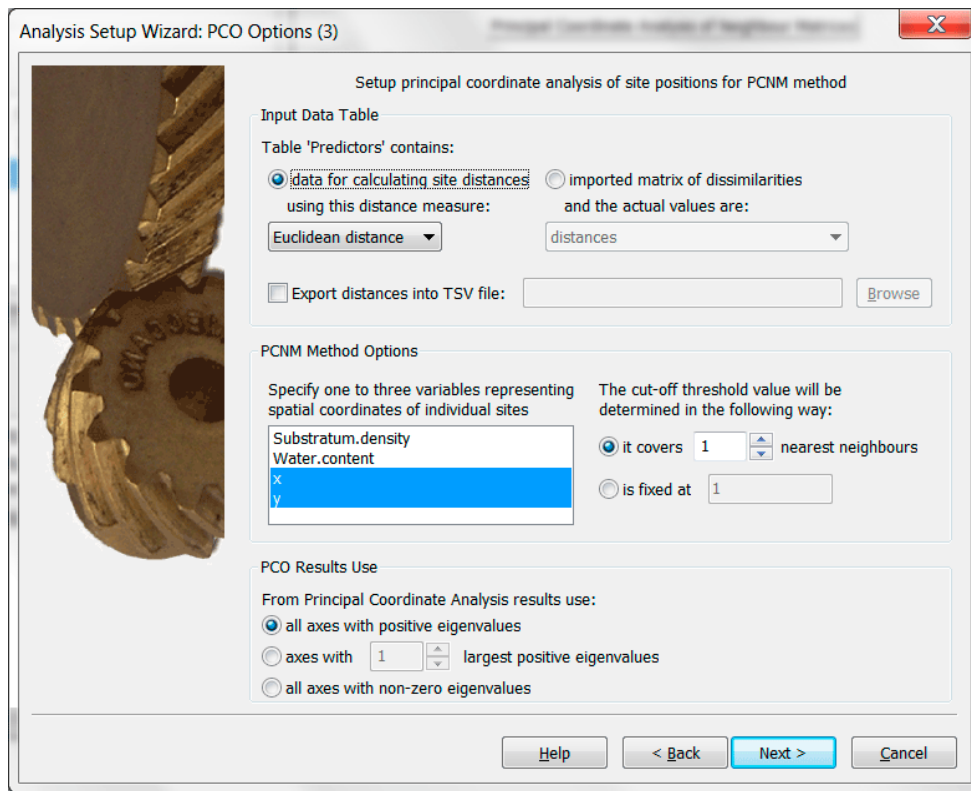 Analysis Setup Wizard: PCO Options (3)
Principal Coordinate Analysis of Neighbour Matrices
Setup principal coordinate analysis of site positions for PCNM method
Input Data Table
Table 'Predictors' contains:
data for calculating site distances
imported matrix of dissimilarities
using this distance measure:
and the actual values are:
Euclidean distance
distances
Export distances into TSV file:
Browse
PCNM Method Options
Specify one to three variables representing
spatial coordinates of individual sites
Substratum.density
Water.content
x
y
The cut-off threshold value will be
determined in the following way:
it covers 1 nearest neighbours
is fixed at 1
PCO Results Use
From Principal Coordinate Analysis results use:
all axes with positive eigenvalues
axes with 1 largest positive eigenvalues
all axes with non-zero eigenvalues
Help
< Back
Next >
Cancel